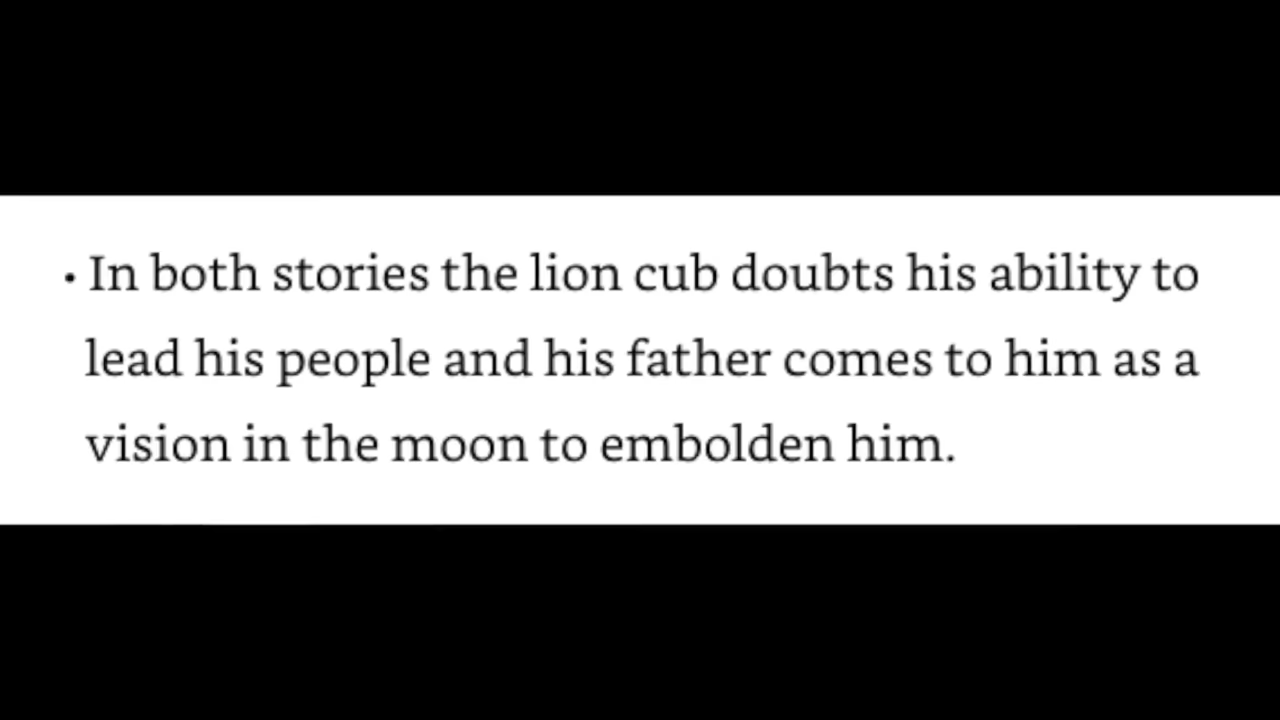 • In both stories the lion cub doubts his ability to
lead his people and his father comes to him as a
vision in the moon to embolden him.